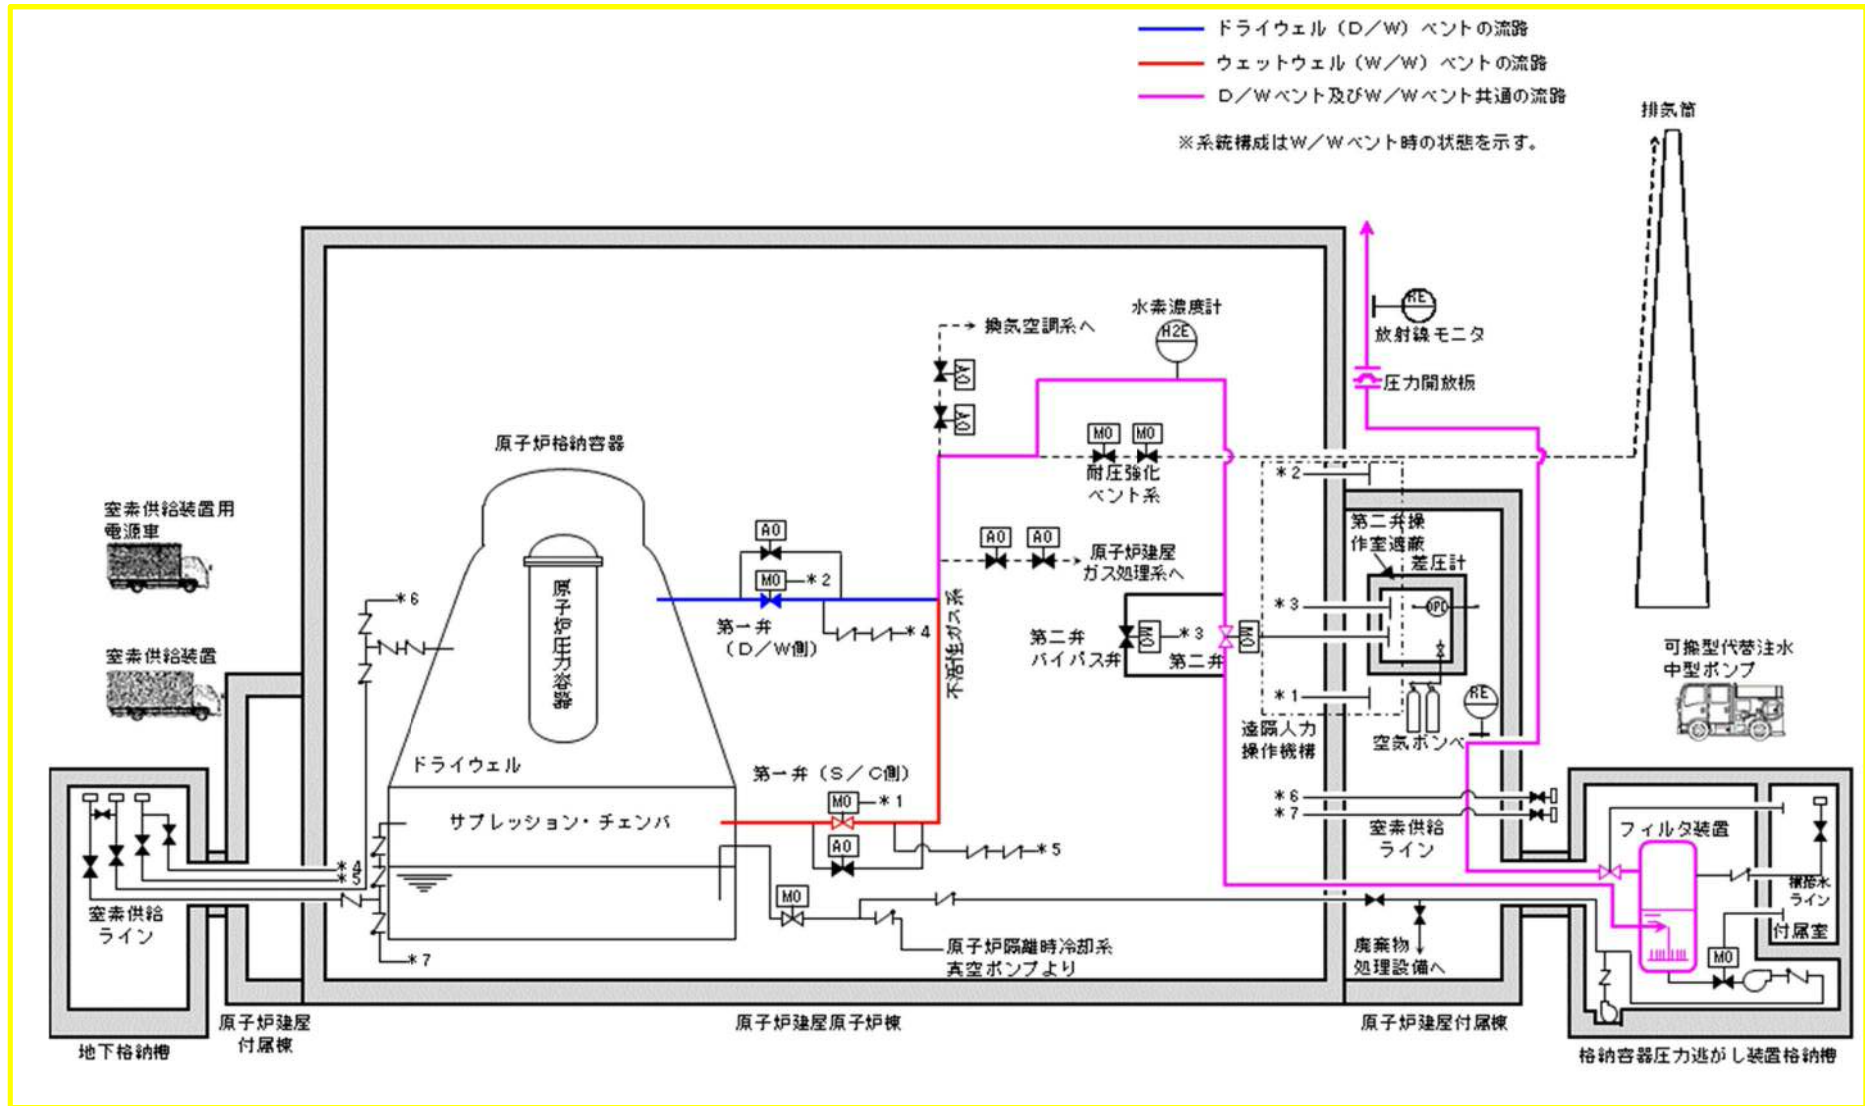 ドライウェル（D／W）ベントの流路
ウェットウェル（W／W）ベントの流路
D／Wベント及びW／Wベント共通の流路
※系統構成はW／Wベント時の状態を示す。
排気筒
水素濃度計
H2E
換気空調系へ
AO
AO
RE
放射線モニタ
圧力開放板
原子炉格納容器
MO
MO
耐圧強化
ベント系
＊2
窒素供給装置用
電源車
AO
MO
＊2
AO
AO
原子炉建屋
ガス処理系へ
第二弁操
作室遮蔽
差圧計
DPI
原子炉圧力容器
＊6
第一弁
（D／W側）
＊4
不活性ガス系
第二弁
バイパス弁
MO
＊3
第二弁
MO
＊3
＊1
遠隔人力
操作機構
空気ボンベ
RE
窒素供給装置
可搬型代替注水
中型ポンプ
ドライウェル
第一弁（S／C側）
MO
＊1
サプレッション・チェンバ
AO
＊5
＊6
＊7
窒素供給
ライン
フィルタ装置
＊4
＊5
窒素供給
ライン
MO
補給水
ライン
付属室
MO
＊7
原子炉隔離時冷却系
真空ポンプより
廃棄物
処理設備へ
原子炉建屋
付属棟
原子炉建屋原子炉棟
原子炉建屋付属棟
地下格納槽
格納容器圧力逃がし装置格納槽